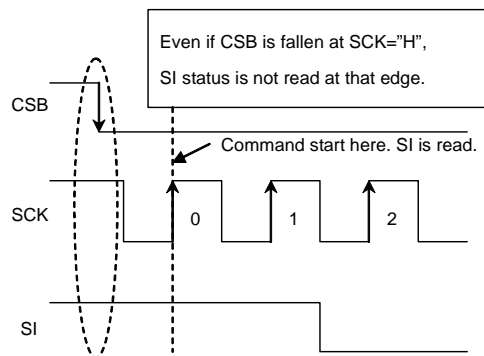 Even if CSB is fallen at SCK=”H”,
SI status is not read at that edge.
CSB
Command start here. SI is read.
SCK
0
1
2
SI